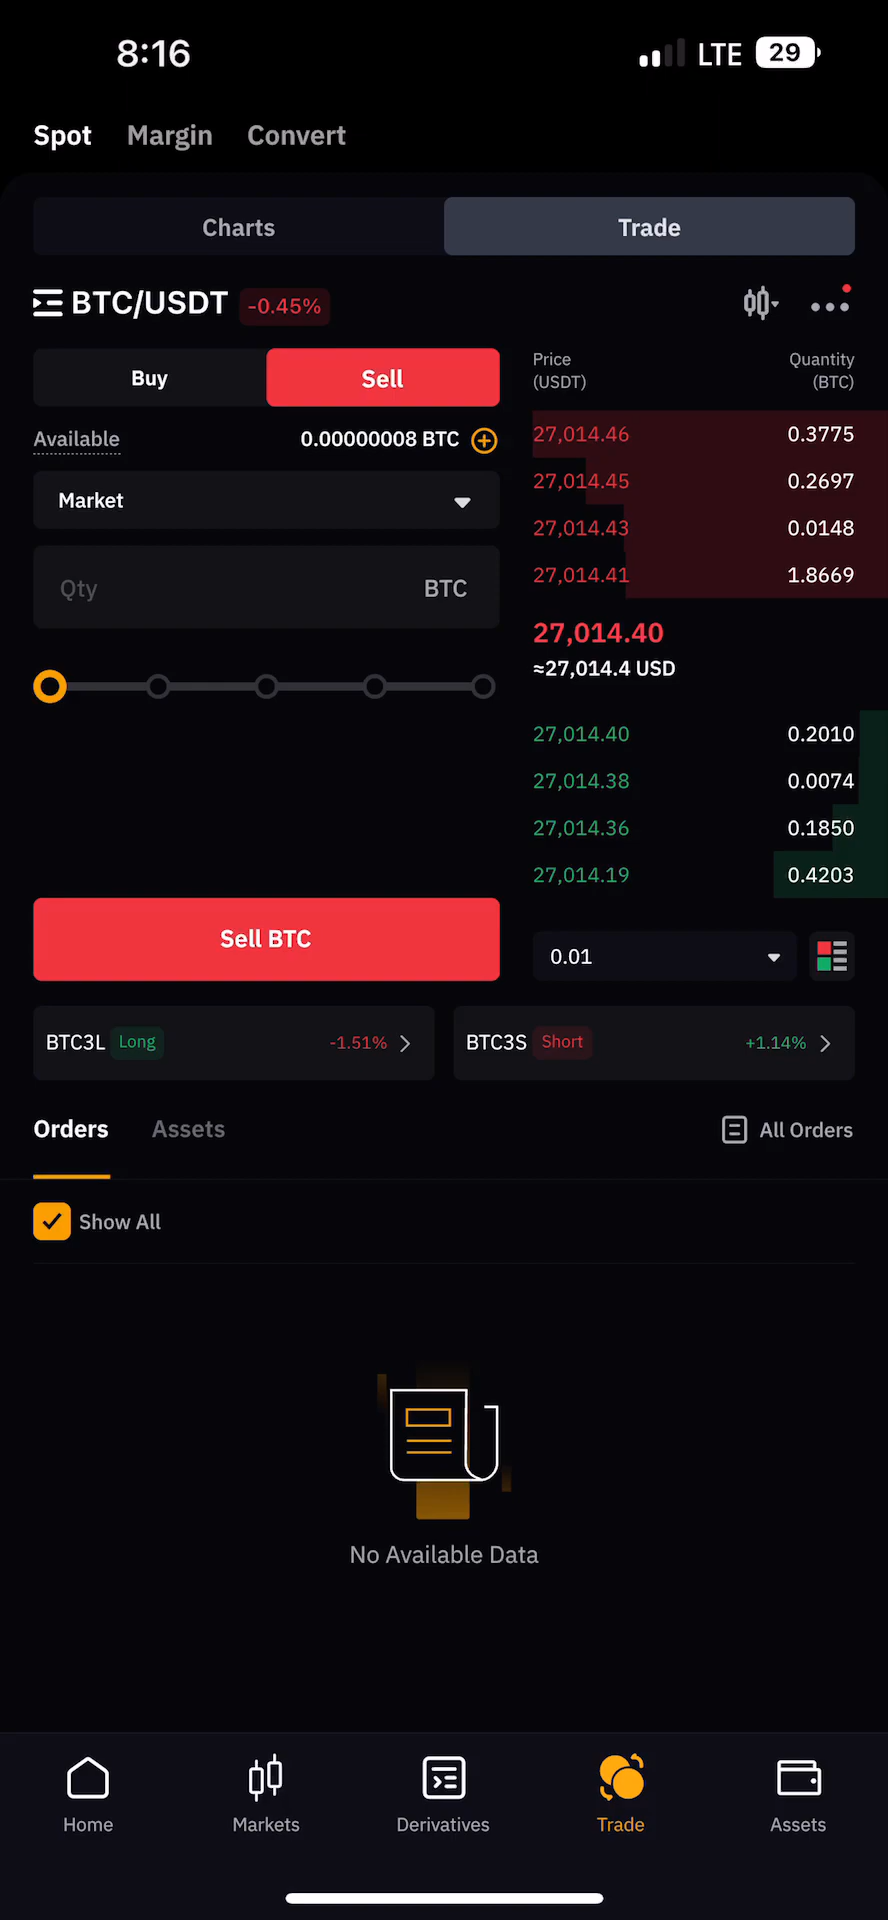 8:16
LTE 29
Spot Margin Convert
Charts Trade
BTC/USDT -0.45%
Buy Sell
Available 0.00000008 BTC
Market
Qty BTC
Sell BTC
Price Quantity
(USDT) (BTC)
27,014.46 0.3775
27,014.45 0.2697
27,014.43 0.0148
27,014.41 1.8669
27,014.40
≈27,014.4 USD
27,014.40 0.2010
27,014.38 0.0074
27,014.36 0.1850
27,014.19 0.4203
0.01
BTC3L Long -1.51%
BTC3S Short +1.14%
Orders Assets All Orders
Show All
No Available Data
Home Markets Derivatives Trade Assets